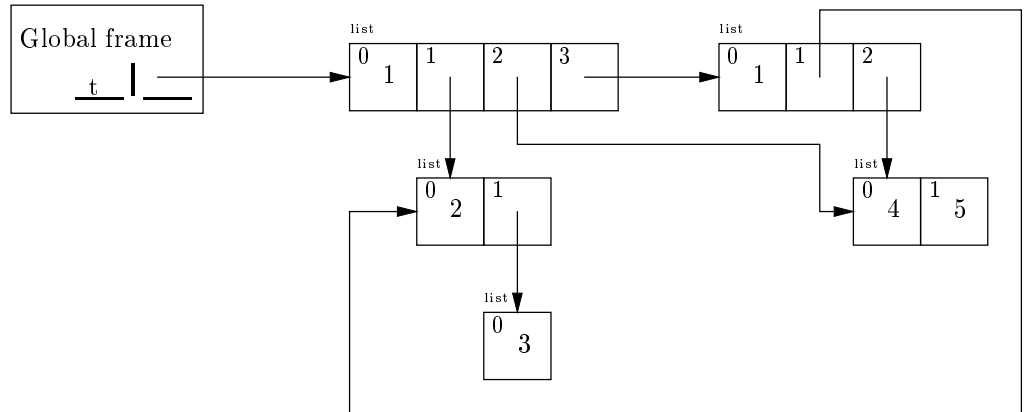 list list
Global frame
0 1 2 3 0 1 2
1 1
t
list list
0 1 0 1
2 4 5
list
0
3